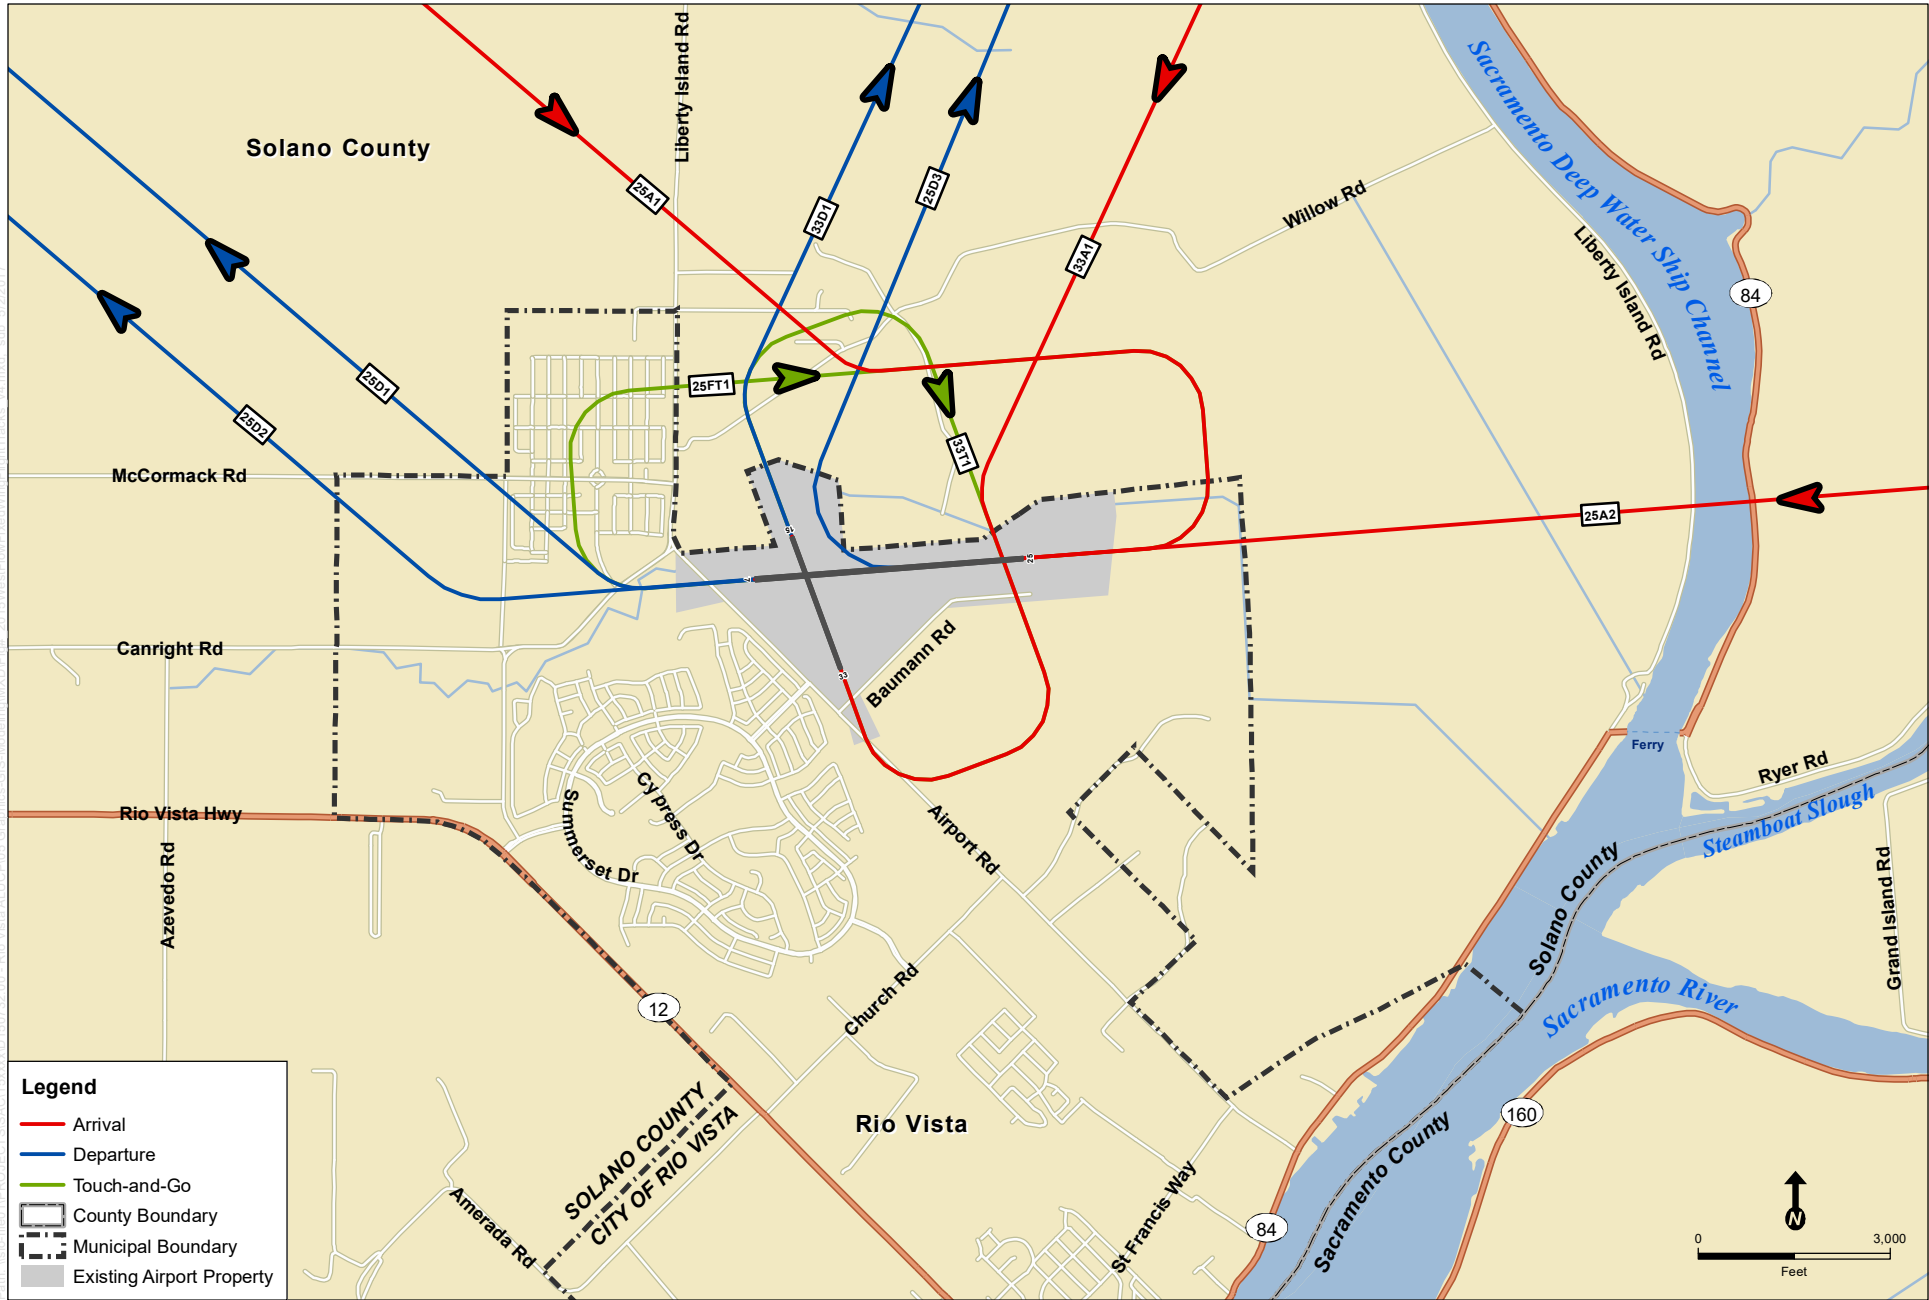 Solano County
Liberty Island Rd
25A1
33D1
25D3
33A1
Willow Rd
Sacramento Deep Water Ship Channel
Liberty Island Rd
84
25D1
25D2
25FT1
33T1
McCormack Rd
25A2
15
7
25
33
Canright Rd
Baumann Rd
Ferry
Ryer Rd
Steamboat Slough
Rio Vista Hwy
Azevedo Rd
Summerset Dr
Cypress Dr
Airport Rd
Solano County
Grand Island Rd
Church Rd
Sacramento River
12
SOLANO COUNTY
CITY OF RIO VISTA
Rio Vista
160
Sacramento County
Amerada Rd
St Francis Way
84
N
0 3,000
Feet
Legend
Arrival
Departure
Touch-and-Go
County Boundary
Municipal Boundary
Existing Airport Property